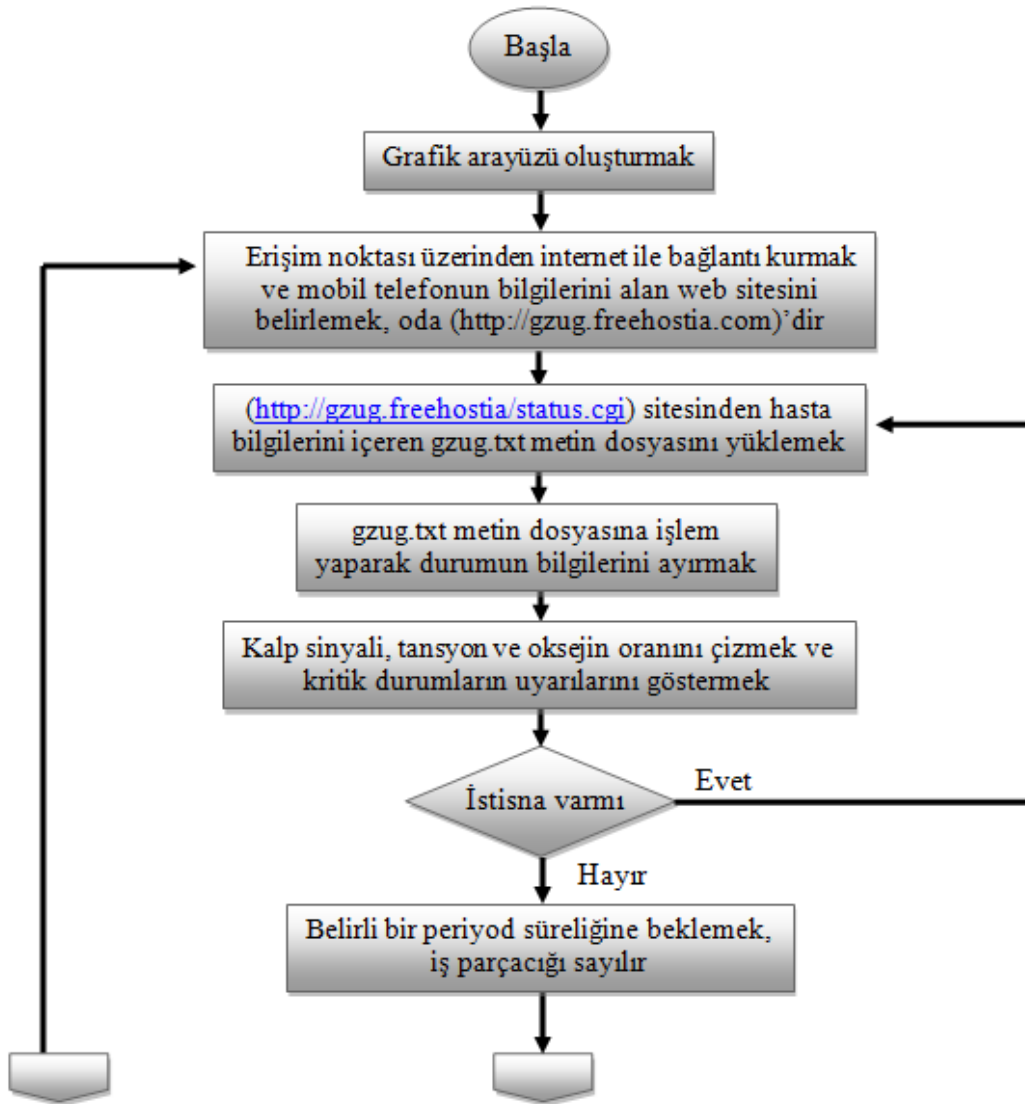 Başla
Grafik arayüzü oluşturmak
Erişim noktası üzerinden internet ile bağlantı kurmak
ve mobil telefonun bilgilerini alan web sitesini
belirlemek, oda (http://gzug.freehostia.com)’dir
(http://gzug.freehostia/status.cgi) sitesinden hasta
bilgilerini içeren gzug.txt metin dosyasını yüklemek
gzug.txt metin dosyasına işlem
yaparak durumun bilgilerini ayırmak
Kalp sinyali, tansyon ve oksejin oranını çizmek ve
kritik durumların uyarılarını göstermek
İstisna varmı
Evet
Hayır
Belirli bir periyod süreliğine beklemek,
iş parçacığı sayılır